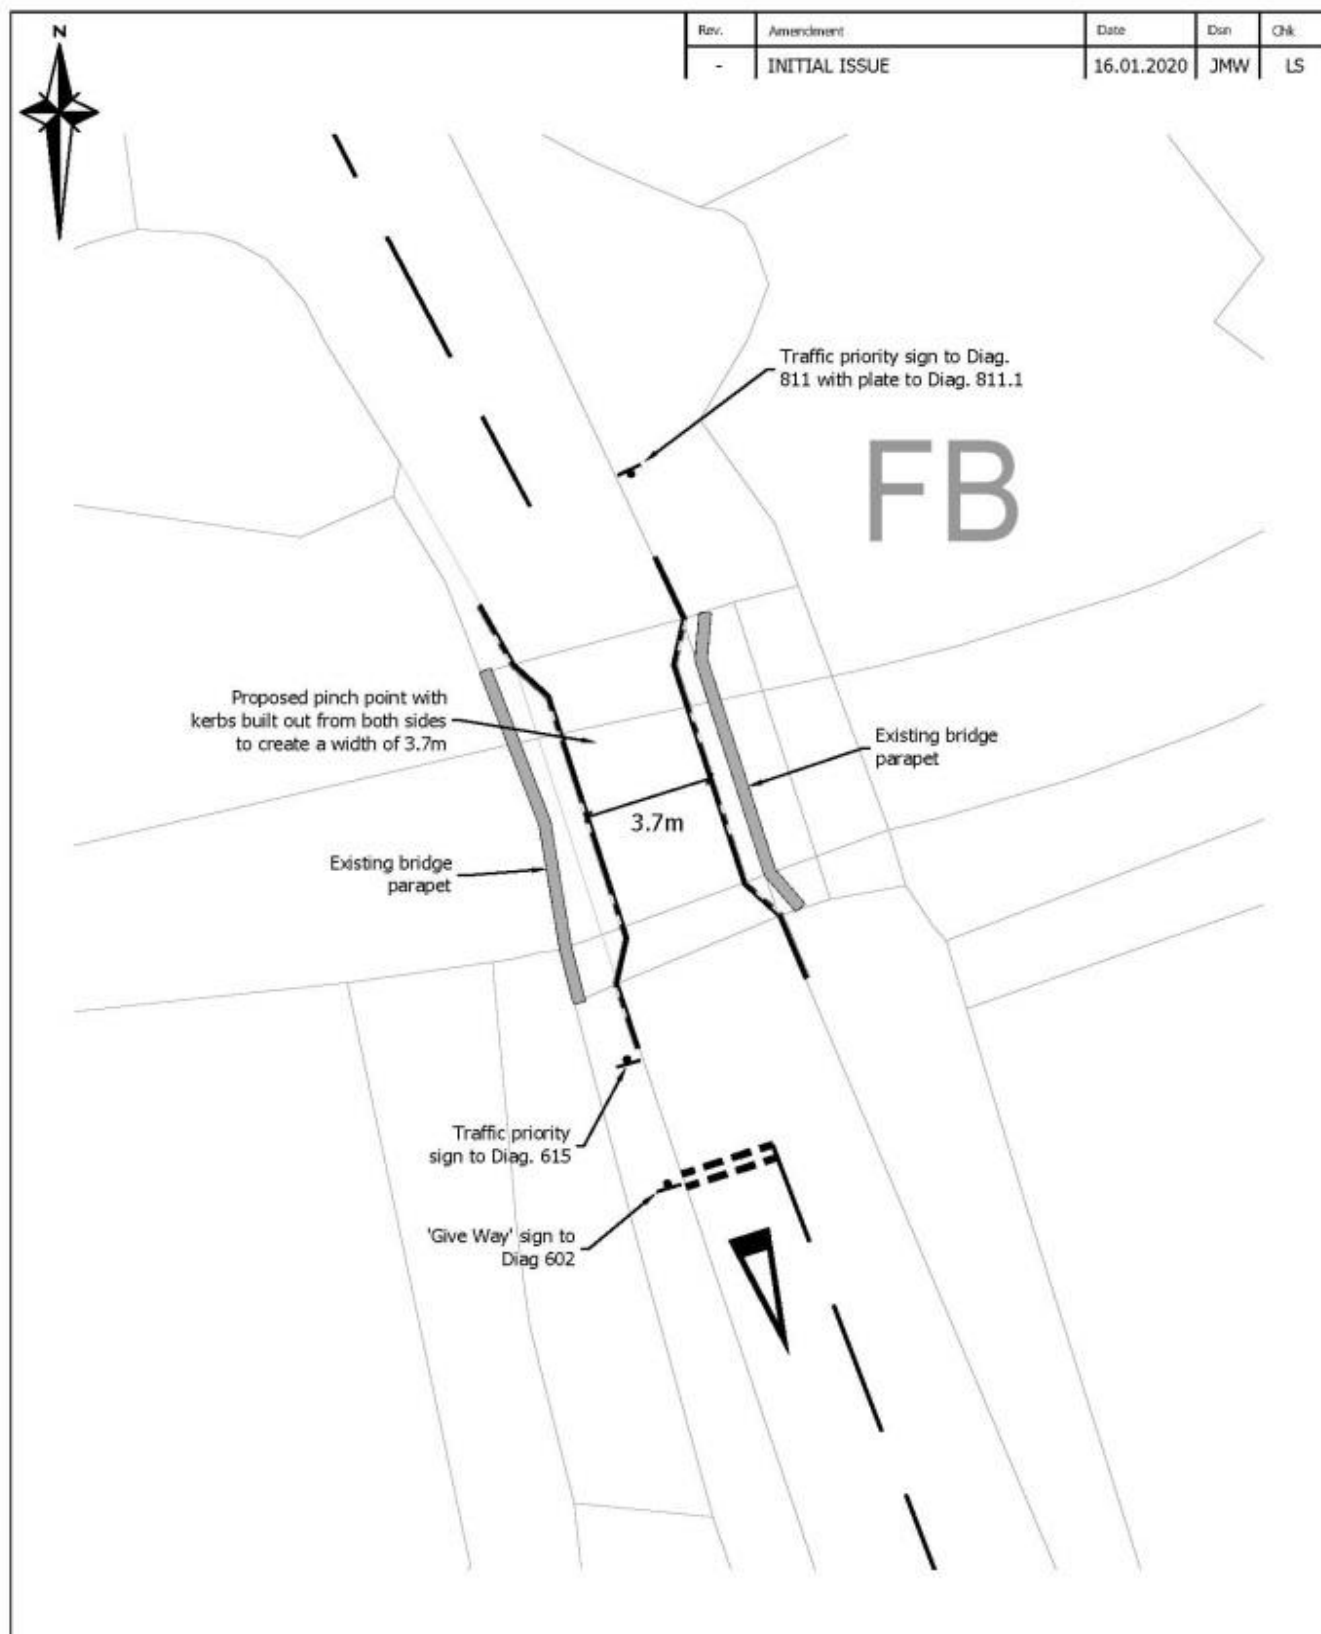 N
Rev. Amendment Date Dsn Chk
- INITIAL ISSUE 16.01.2020 JMW LS
Traffic priority sign to Diag.
811 with plate to Diag. 811.1
FB
Proposed pinch point with
kerbs built out from both sides
to create a width of 3.7m
Existing bridge
parapet
3.7m
Existing bridge
parapet
Traffic priority
sign to Diag. 615
'Give Way' sign to
Diag 602